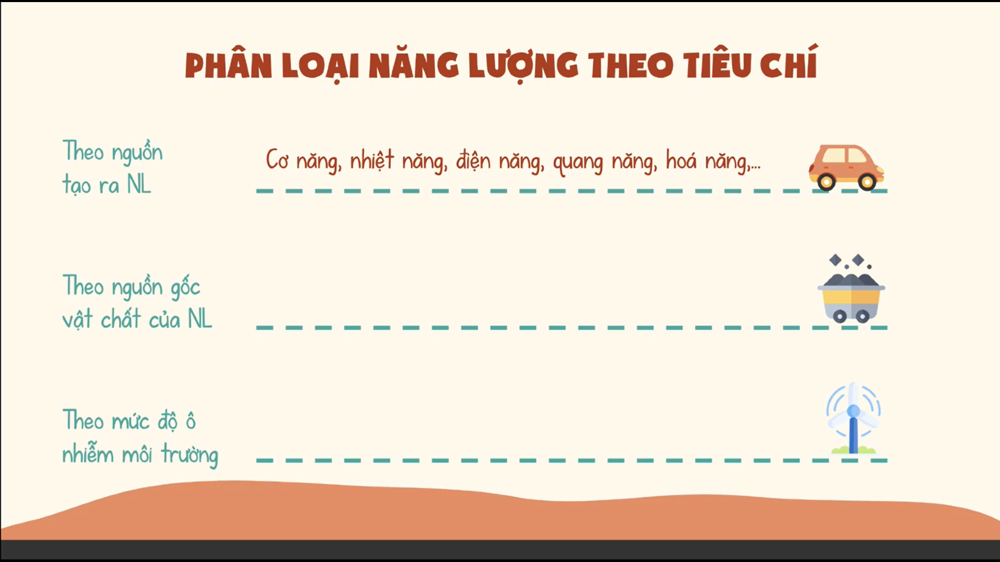 PHÂN LOẠI NĂNG LƯỢNG THEO TIÊU CHÍ
Theo nguồn
tạo ra NL
Cơ năng, nhiệt năng, điện năng, quang năng, hoá năng,...
Theo nguồn gốc
vật chất của NL
Theo mức độ ô
nhiễm môi trường